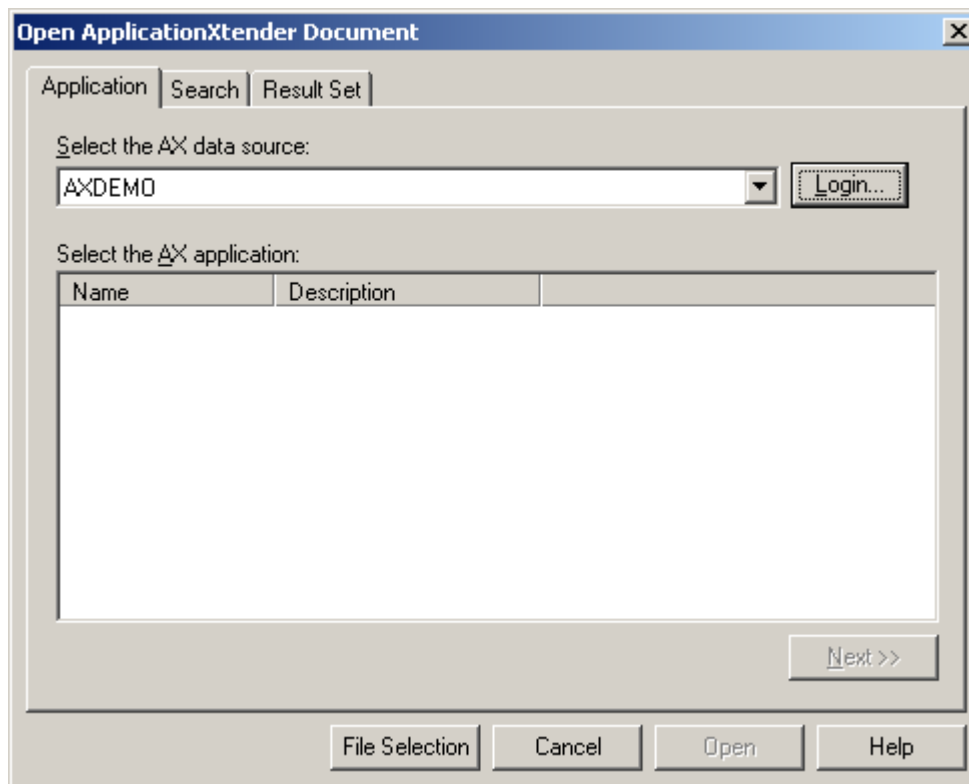 Open ApplicationXtender Document
Application Search Result Set
Select the AX data source:
AXDEMO Login...
Select the AX application:
Name Description
Next >>
File Selection Cancel Open Help